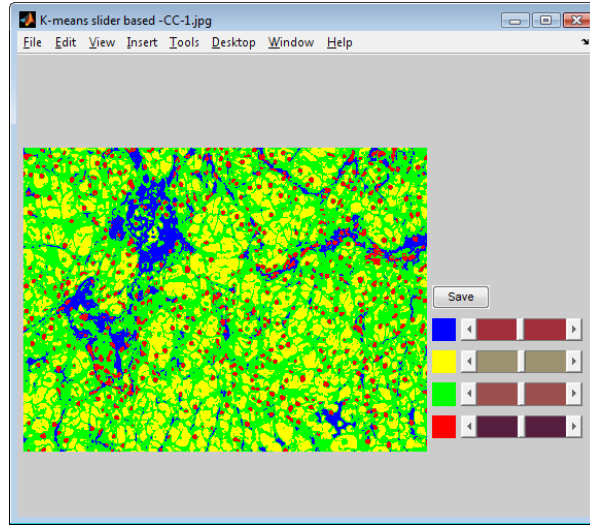 K-means slider based -CC-1.jpg
File Edit View Insert Tools Desktop Window Help
Save